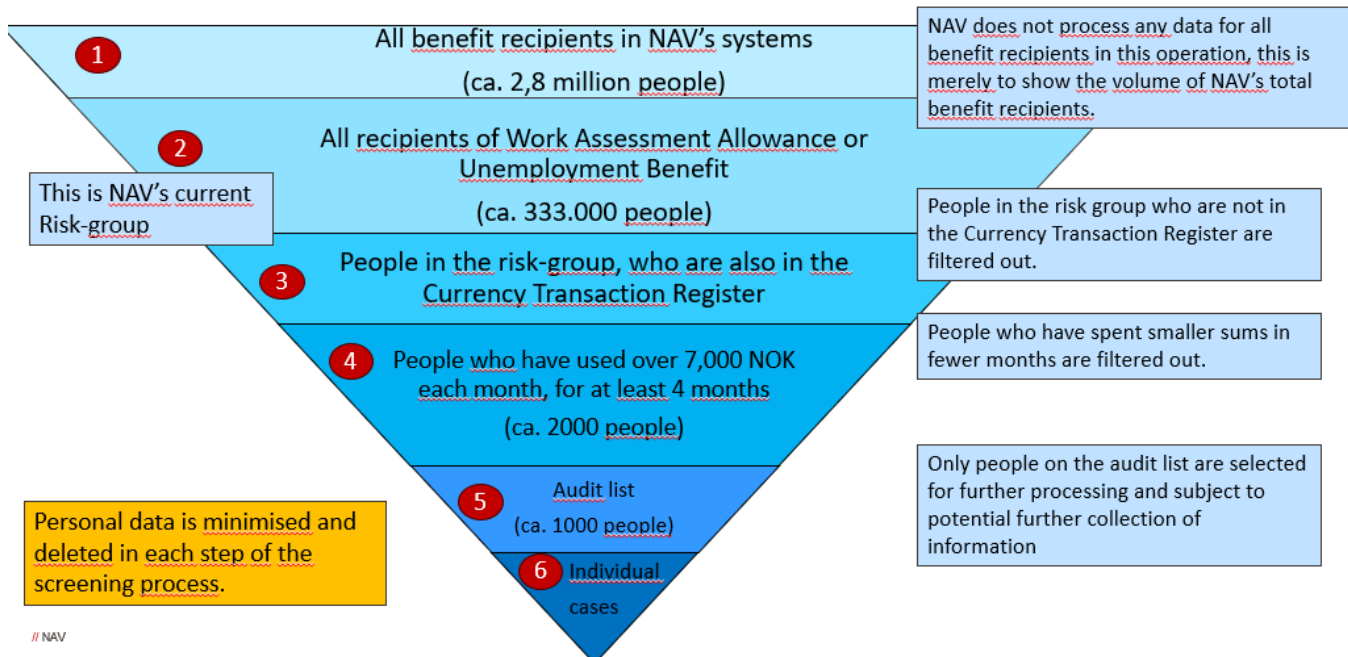 1
All benefit recipients in NAV's systems
(ca. 2,8 million people)
NAV does not process any data for all
benefit recipients in this operation, this is
merely to show the volume of NAV's total
benefit recipients.
2
All recipients of Work Assessment Allowance or
Unemployment Benefit
(ca. 333.000 people)
This is NAV's current
Risk-group
3
People in the risk-group, who are also in the
Currency Transaction Register
People in the risk group who are not in
the Currency Transaction Register are
filtered out.
4
People who have used over 7,000 NOK
each month, for at least 4 months
(ca. 2000 people)
People who have spent smaller sums in
fewer months are filtered out.
5
Audit list
(ca. 1000 people)
Only people on the audit list are selected
for further processing and subject to
potential further collection of
information
6
Individual
cases
Personal data is minimised and
deleted in each step of the
screening process.
// NAV